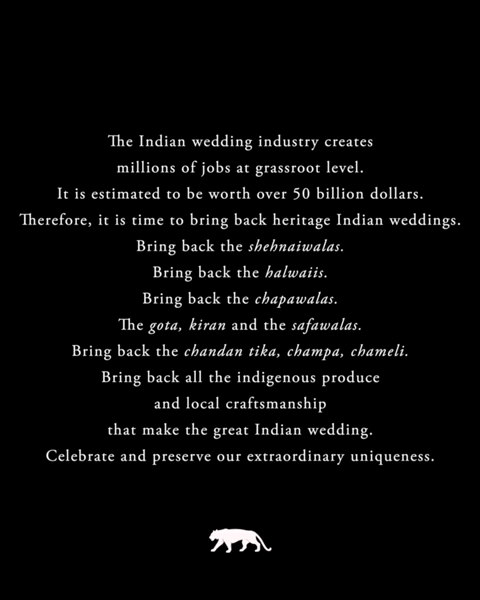 The Indian wedding industry creates
millions of jobs at grassroot level.
It is estimated to be worth over 50 billion dollars.
Therefore, it is time to bring back heritage Indian weddings.
Bring back the shehnaiwalas.
Bring back the halwaiis.
Bring back the chapawalas.
The gota, kiran and the safawalas.
Bring back the chandan tika, champa, chameli.
Bring back all the indigenous produce
and local craftsmanship
that make the great Indian wedding.
Celebrate and preserve our extraordinary uniqueness.